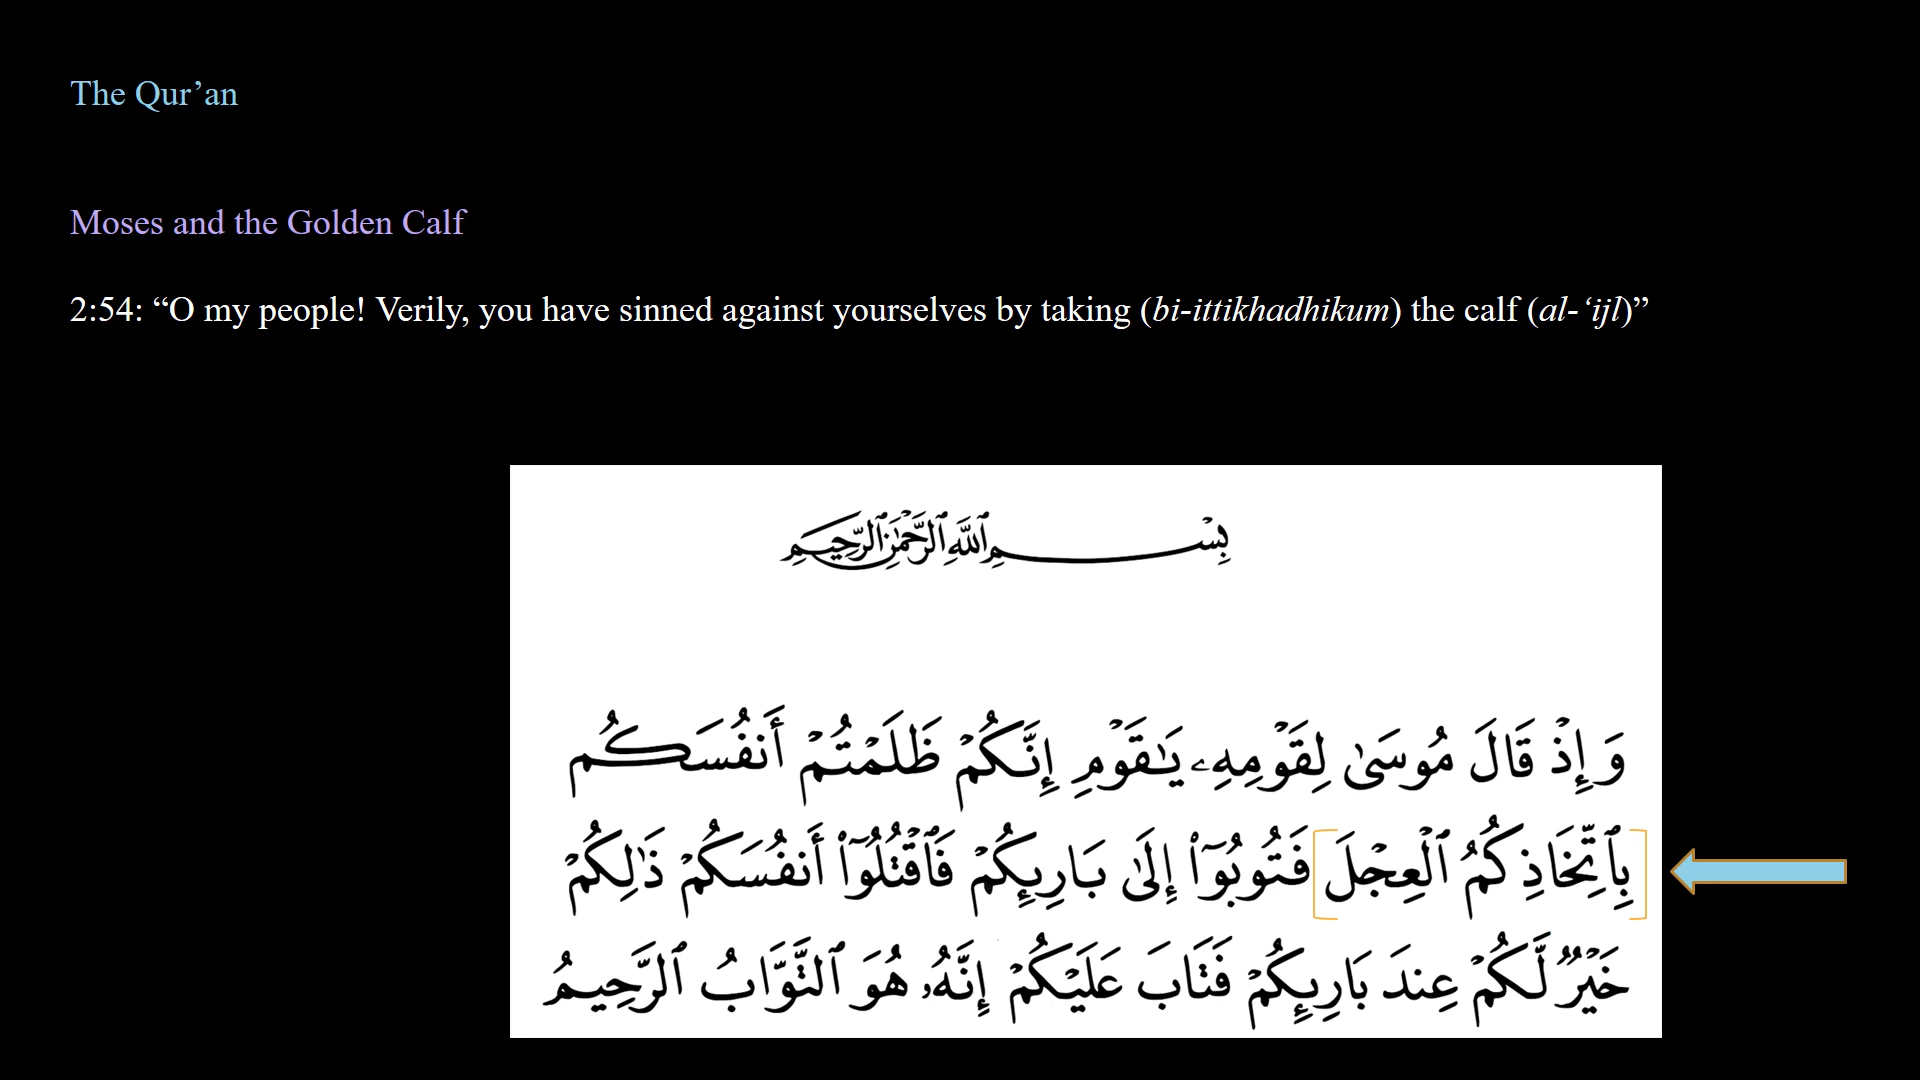 The Qur’an
Moses and the Golden Calf
2:54: “O my people! Verily, you have sinned against yourselves by taking (bi-ittikhadhikum) the calf (al-‘ijl)”
بِسْمِ ٱللَّهِ ٱلرَّحْمَٰنِ ٱلرَّحِيمِ
وَإِذْ قَالَ مُوسَىٰ لِقَوْمِهِۦ يَٰقَوْمِ إِنَّكُمْ ظَلَمْتُمْ أَنفُسَكُم
بِٱتِّخَاذِكُمُ ٱلْعِجْلَ فَتُوبُوٓا۟ إِلَىٰ بَارِئِكُمْ فَٱقْتُلُوٓا۟ أَنفُسَكُمْ ذَٰلِكُمْ
خَيْرٌ لَّكُمْ عِندَ بَارِئِكُمْ فَتَابَ عَلَيْكُمْ إِنَّهُۥ هُوَ ٱلتَّوَّابُ ٱلرَّحِيمُ